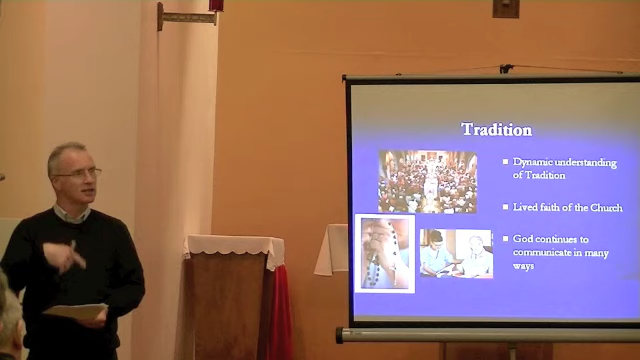 Tradition
Dynamic understanding
of Tradition
Lived faith of the Church
God continues to
communicate in many
ways